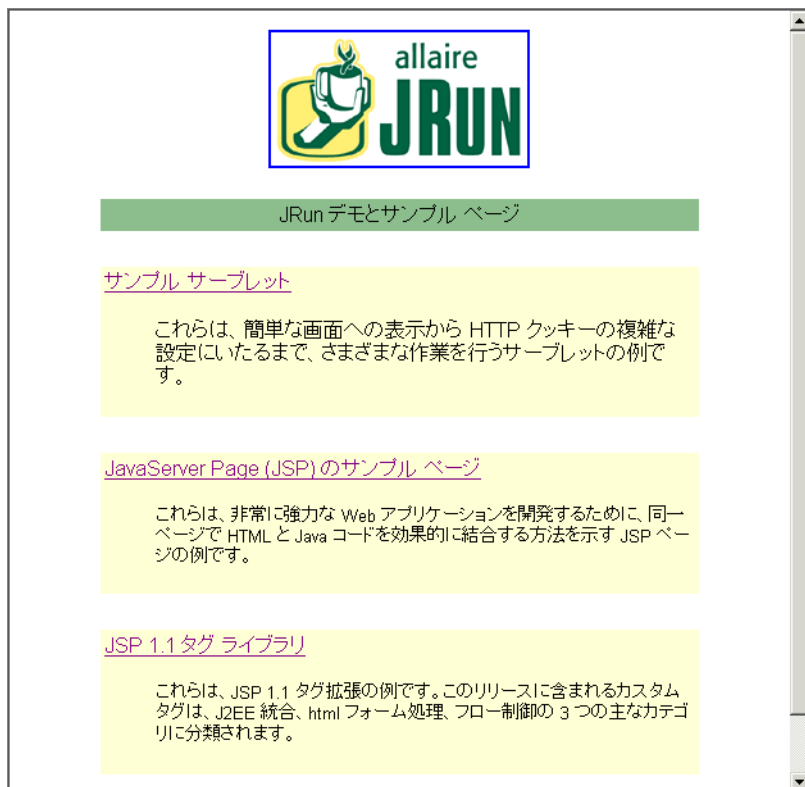 allaire
JRUN
JRun デモとサンプル ページ
サンプル サーブレット
これらは、簡単な画面への表示から HTTP クッキーの複雑な
設定にいたるまで、さまざまな作業を行うサーブレットの例で
す。
JavaServer Page (JSP) のサンプル ページ
これらは、非常に強力な Web アプリケーションを開発するために、同一
ページで HTML と Java コードを効果的に結合する方法を示す JSP ペー
ジの例です。
JSP 1.1 タグ ライブラリ
これらは、JSP 1.1 タグ拡張の例です。このリリースに含まれるカスタム
タグは、J2EE 統合、html フォーム処理、フロー制御の 3 つの主なカテゴ
リに分類されます。